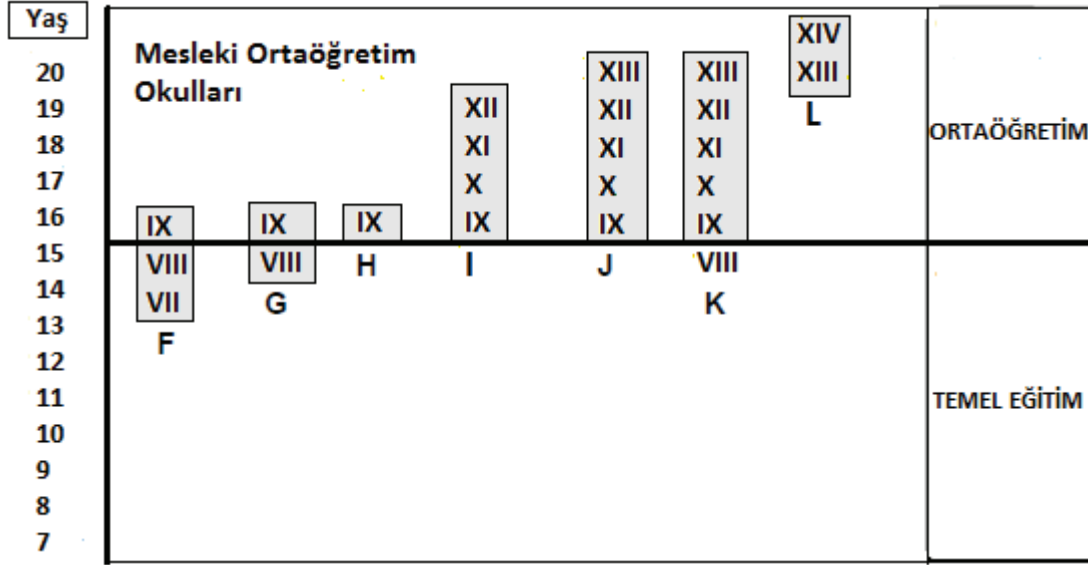 Yaş
20
19
18
17
16
15
14
13
12
11
10
9
8
7
Mesleki Ortaöğretim
Okulları
IX
VIII
VII
F
IX
VIII
G
IX
H
XII
XI
X
IX
I
XIII
XII
XI
X
IX
J
XIII
XII
XI
X
IX
VIII
K
XIV
XIII
L
ORTAÖĞRETİM
TEMEL EĞİTİM